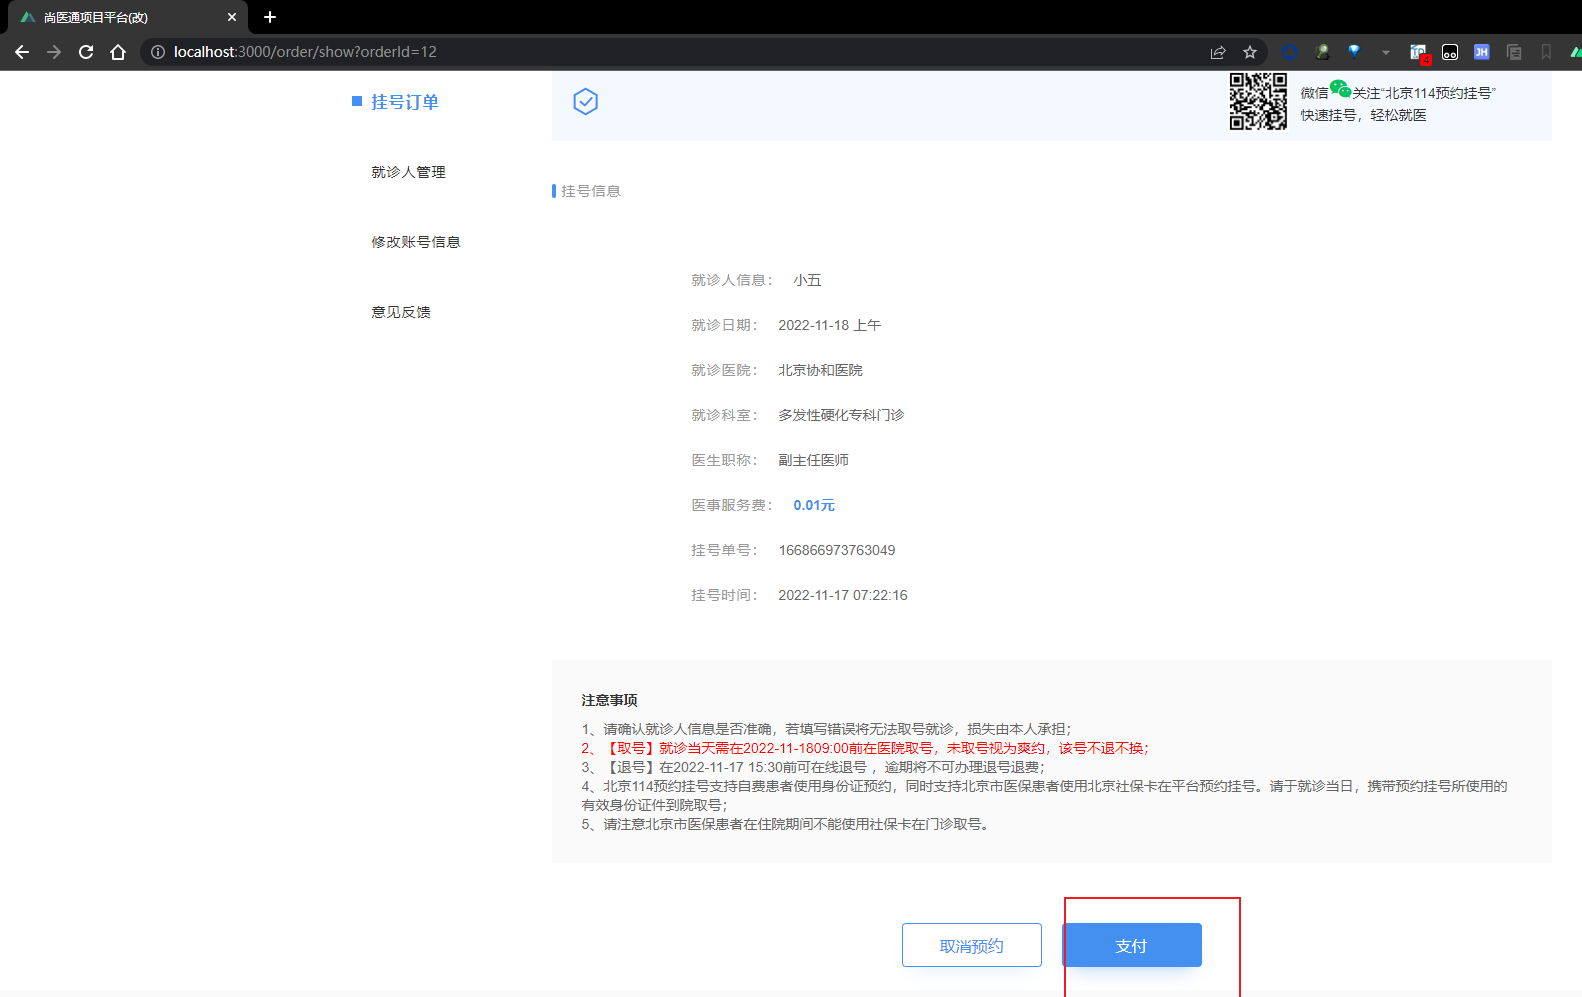 尚医通项目平台(改)
localhost:3000/order/show?orderId=12
JH
挂号订单
就诊人管理
修改账号信息
意见反馈
微信关注“北京114预约挂号”
快速挂号，轻松就医
挂号信息
就诊人信息： 小五
就诊日期： 2022-11-18 上午
就诊医院： 北京协和医院
就诊科室： 多发性硬化专科门诊
医生职称： 副主任医师
医事服务费： 0.01元
挂号单号： 166866973763049
挂号时间： 2022-11-17 07:22:16
注意事项
1、请确认就诊人信息是否准确，若填写错误将无法取号就诊，损失由本人承担；
2、【取号】就诊当天需在2022-11-1809:00前在医院取号，未取号视为爽约，该号不退不换；
3、【退号】在2022-11-17 15:30前可在线退号 ，逾期将不可办理退号退费；
4、北京114预约挂号支持自费患者使用身份证预约，同时支持北京市医保患者使用北京社保卡在平台预约挂号。请于就诊当日，携带预约挂号所使用的
有效身份证件到院取号；
5、请注意北京市医保患者在住院期间不能使用社保卡在门诊取号。
取消预约
支付